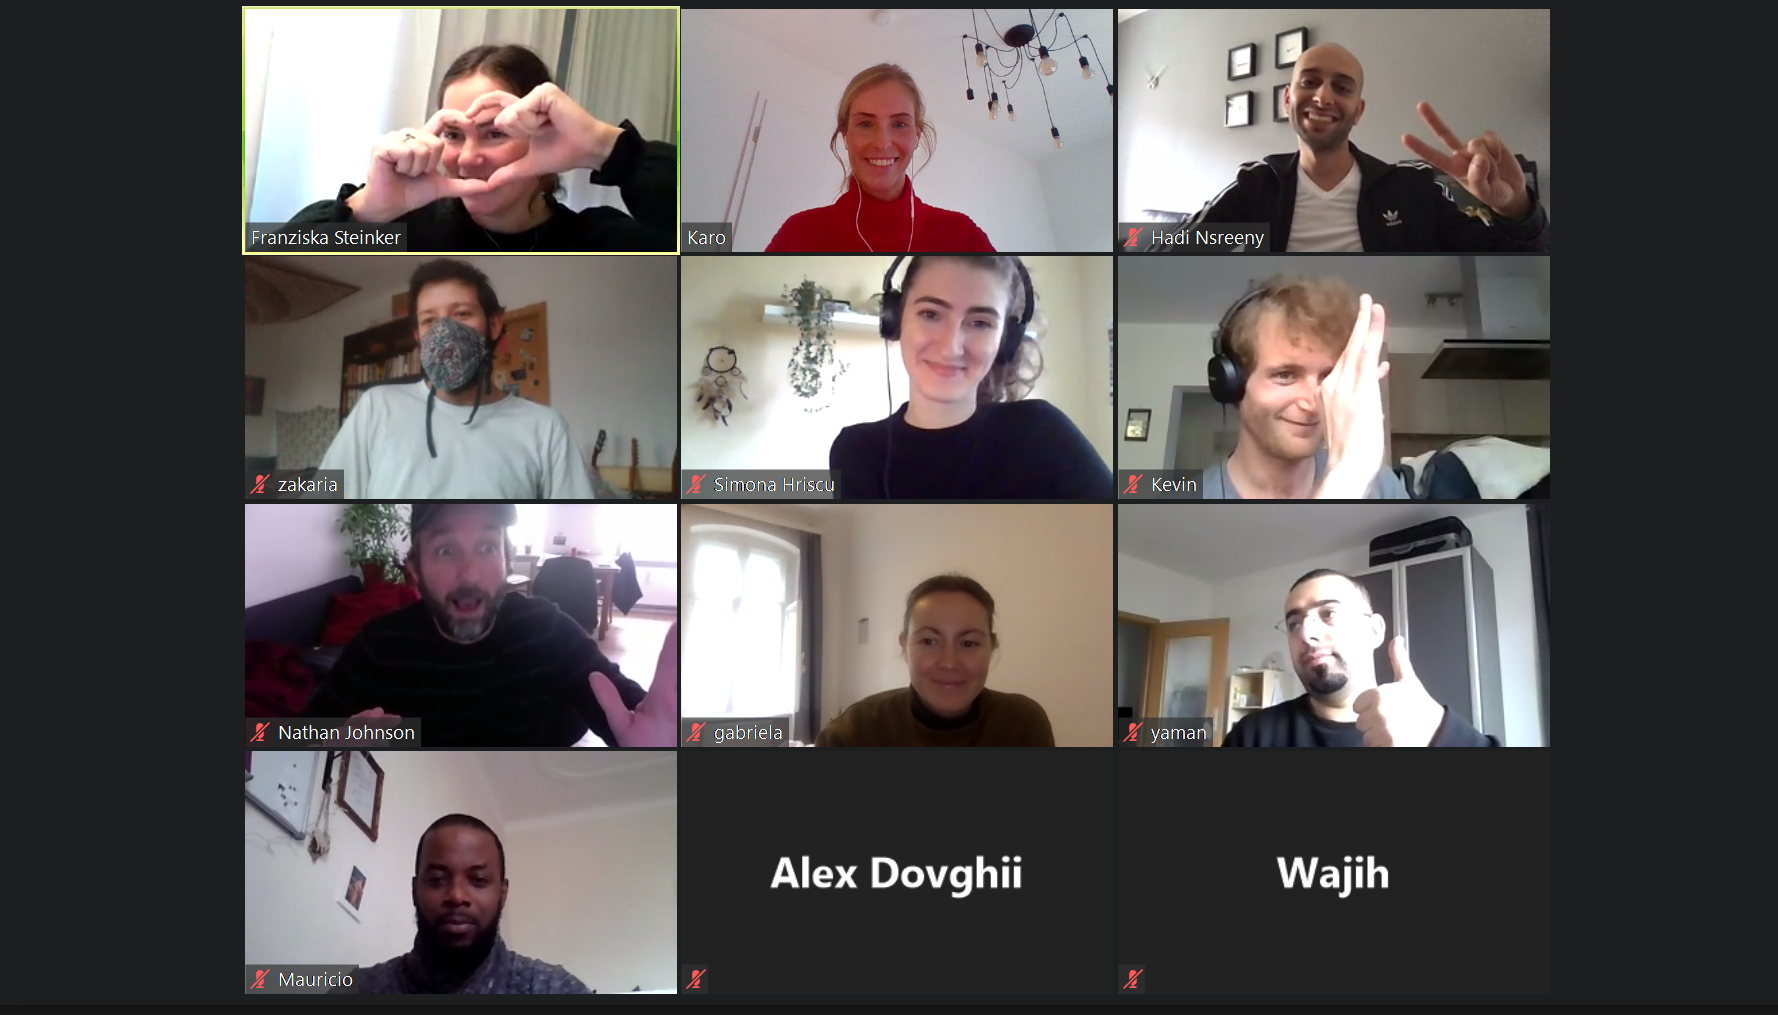 Franziska Steinker
Karo
Hadi Nsreeny
zakaria
Simona Hriscu
Kevin
Nathan Johnson
gabriela
yaman
Mauricio
Alex Dovghii
Wajih